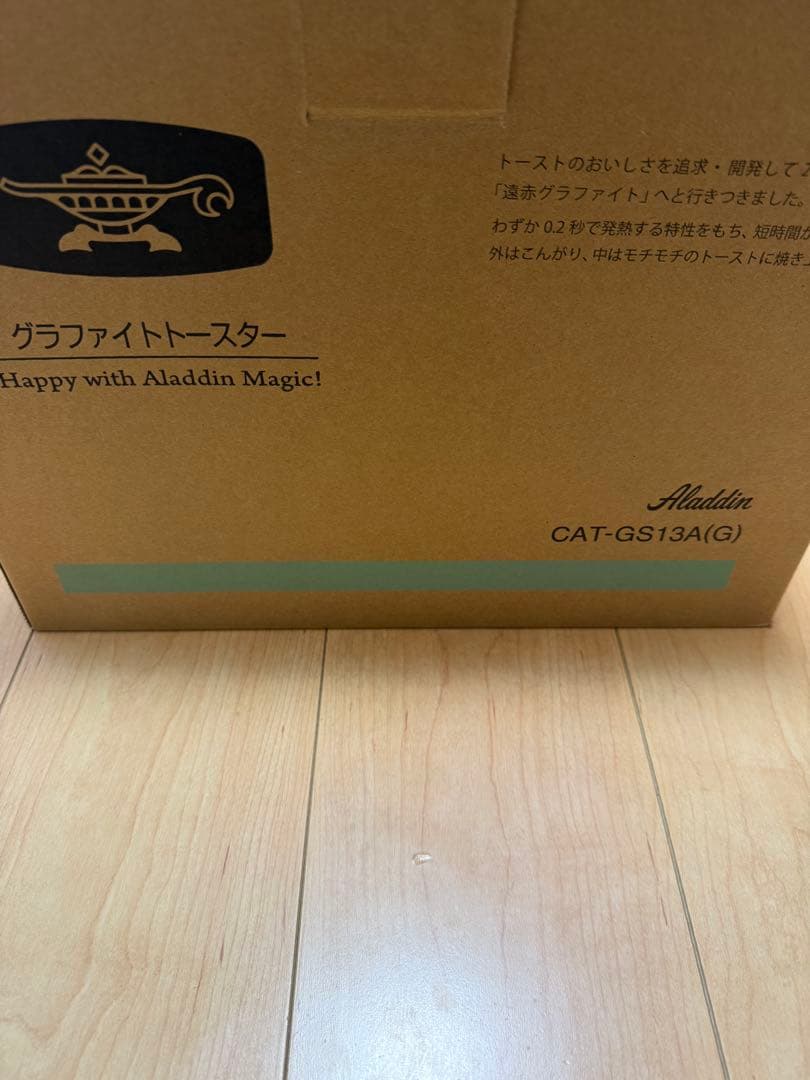 グラファイトトースター
Happy with Aladdin Magic!
トーストのおいしさを追求・開発して
「遠赤グラファイト」へと行きつきました。
わずか0.2秒で発熱する特性をもち、短時間
外はこんがり、中はモチモチのトーストに焼き
Aladdin
CAT-GS13A(G)